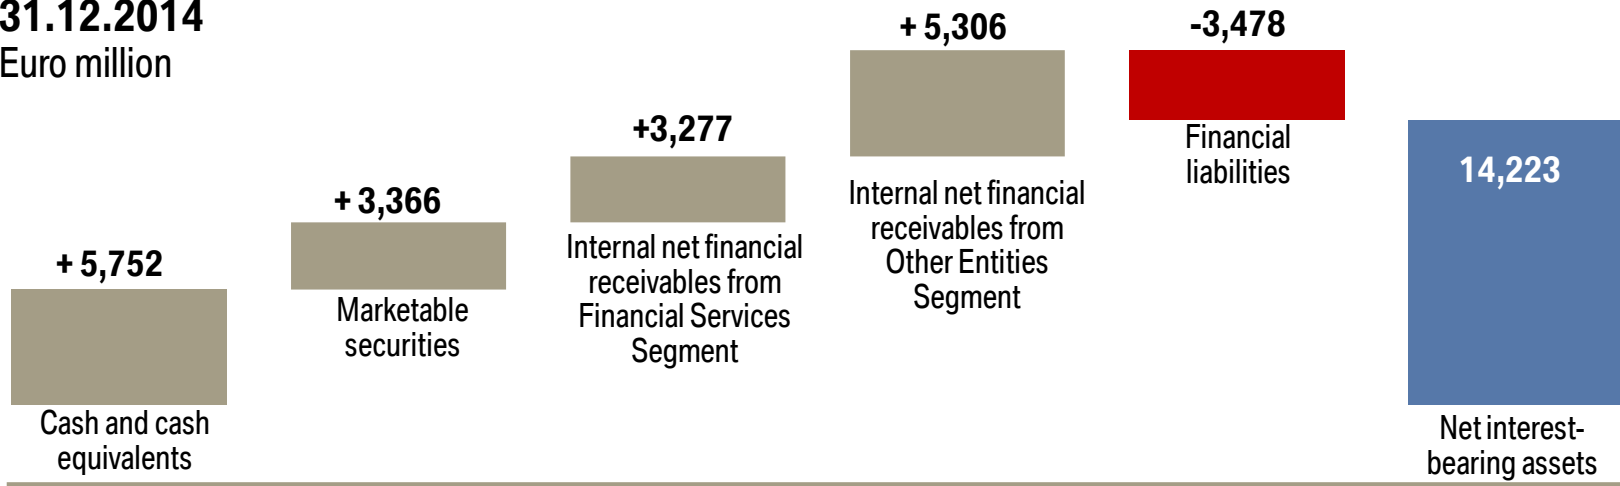 31.12.2014
Euro million
+ 5,752
Cash and cash
equivalents
+ 3,366
Marketable
securities
+3,277
Internal net financial
receivables from
Financial Services
Segment
+ 5,306
Internal net financial
receivables from
Other Entities
Segment
-3,478
Financial
liabilities
14,223
Net interest-
bearing assets